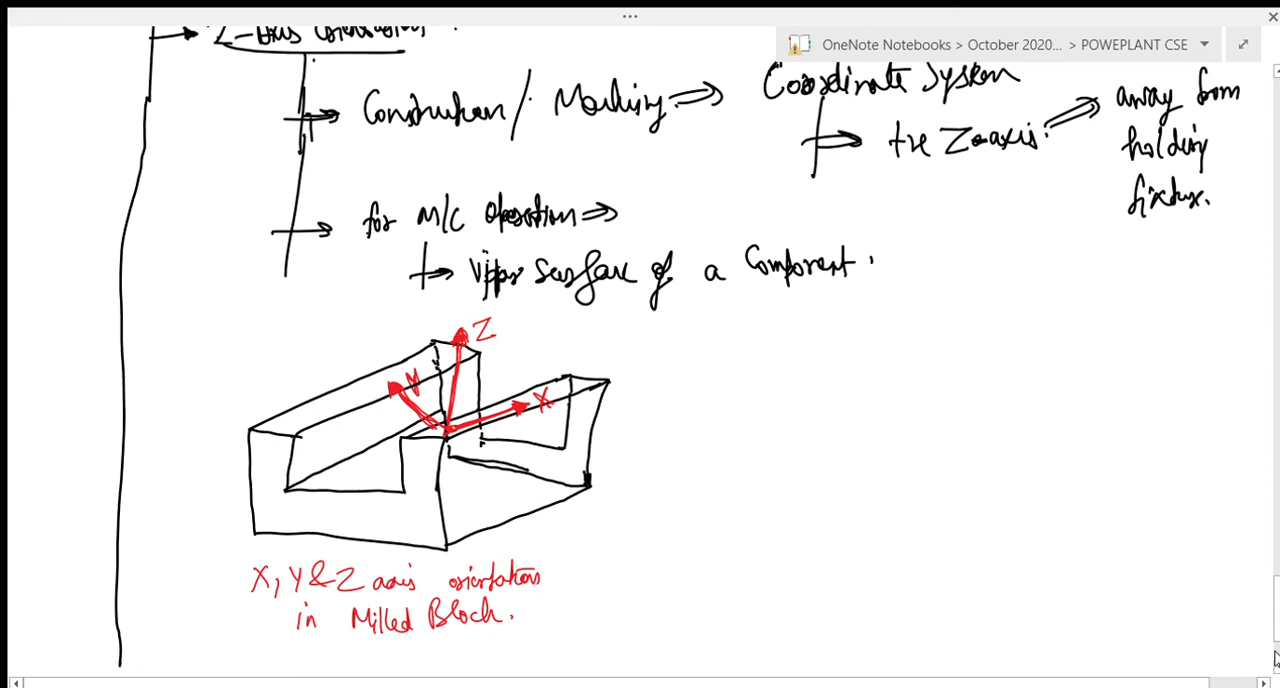 OneNote Notebooks > October 2020... > POWEPLANT CSE
Z-axis
Construction / Marking ⇒ Coordinate System
+ve Z-axis. ⇒ away from
holding
fixture.
for M/C operation ⇒
Upper Surface of a Component.
Z
Y
X
X, Y & Z axis orientation
in Milled Block.